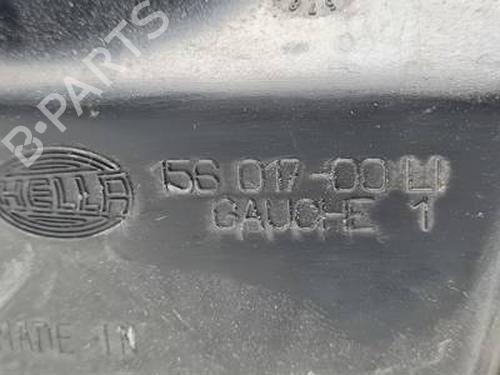 B-PARTS
HELLA
156 017-00 LI
GAUCHE 1
MADE IN